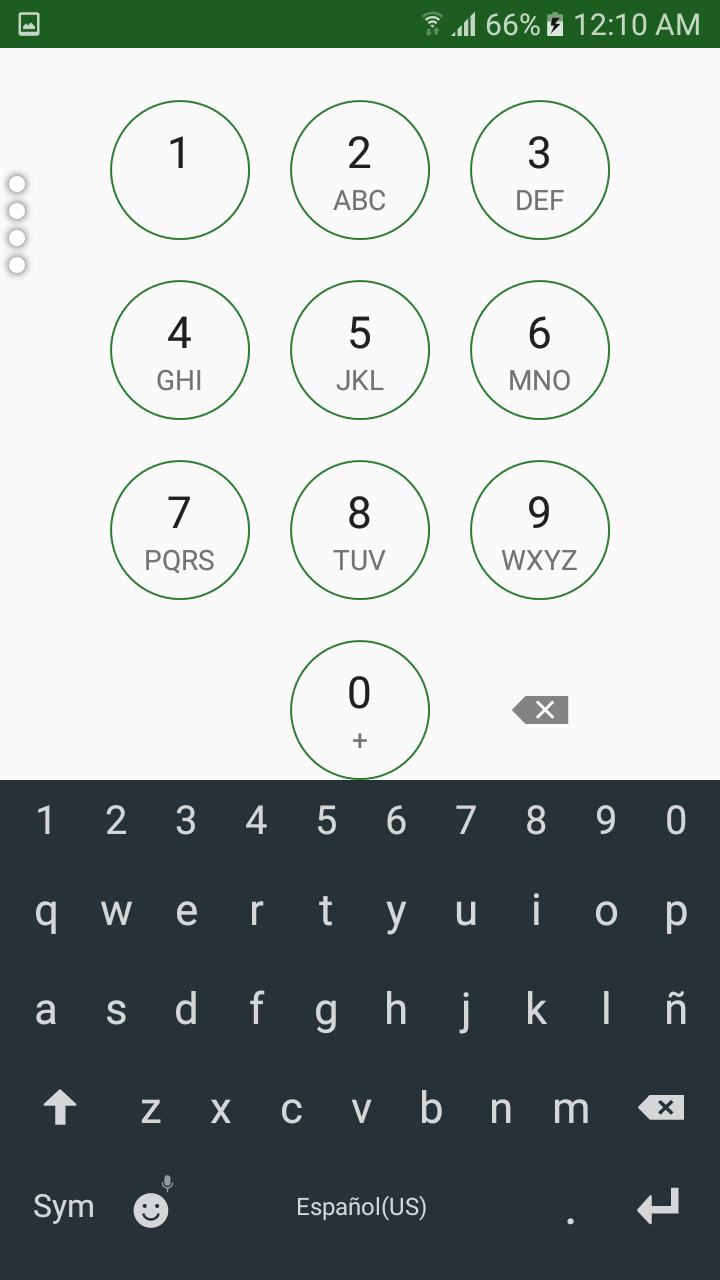 66% 12:10 AM
1 2 3
ABC DEF
4 5 6
GHI JKL MNO
7 8 9
PQRS TUV WXYZ
0
+
1 2 3 4 5 6 7 8 9 0
q w e r t y u i o p
a s d f g h j k l ñ
z x c v b n m
Sym Español(US) .